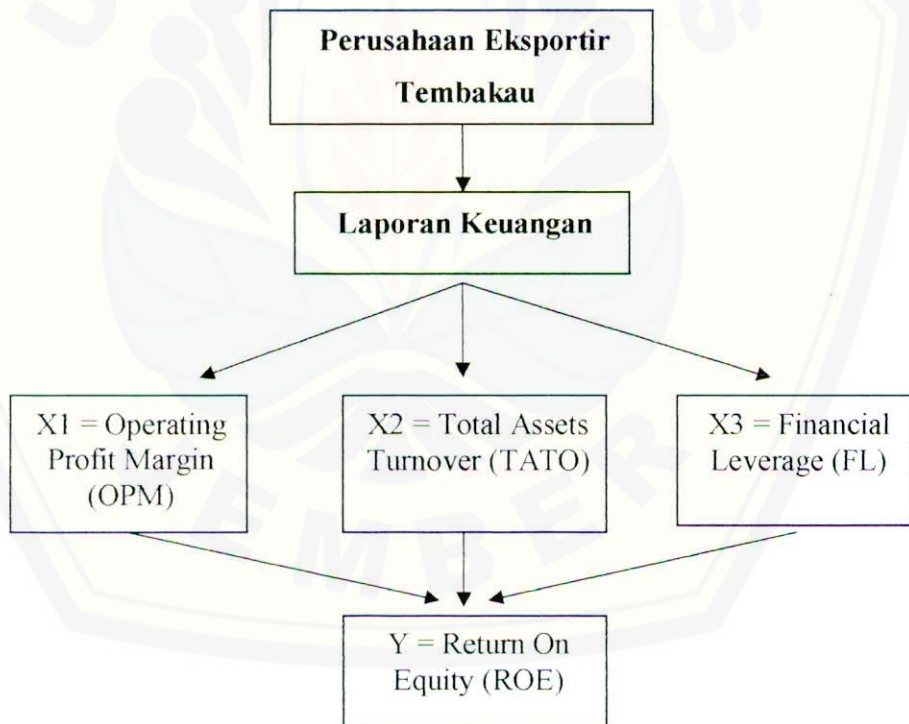 Perusahaan Eksportir
Tembakau
Laporan Keuangan
X1 = Operating
Profit Margin
(OPM)
X2 = Total Assets
Turnover (TATO)
X3 = Financial
Leverage (FL)
Y = Return On
Equity (ROE)